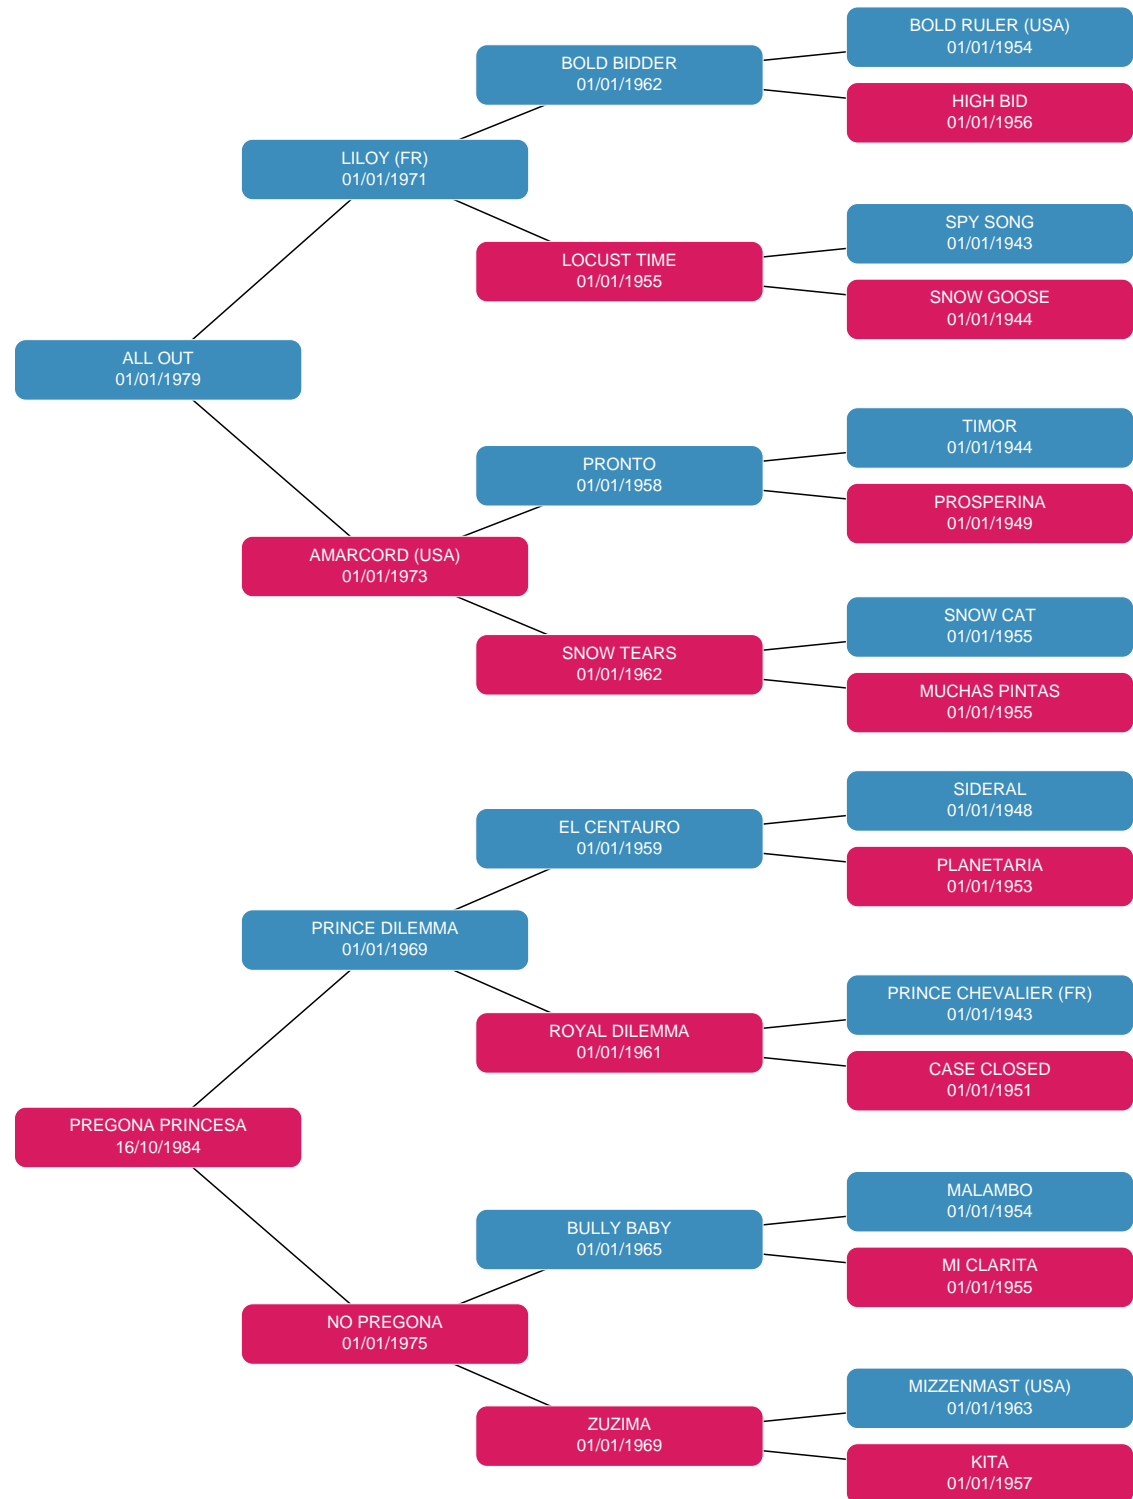 BOLD RULER (USA)
01/01/1954
BOLD BIDDER
01/01/1962
HIGH BID
01/01/1956
LILOY (FR)
01/01/1971
SPY SONG
01/01/1943
LOCUST TIME
01/01/1955
SNOW GOOSE
01/01/1944
ALL OUT
01/01/1979
TIMOR
01/01/1944
PRONTO
01/01/1958
PROSPERINA
01/01/1949
AMARCORD (USA)
01/01/1973
SNOW CAT
01/01/1955
SNOW TEARS
01/01/1962
MUCHAS PINTAS
01/01/1955
SIDERAL
01/01/1948
EL CENTAURO
01/01/1959
PLANETARIA
01/01/1953
PRINCE DILEMMA
01/01/1969
PRINCE CHEVALIER (FR)
01/01/1943
ROYAL DILEMMA
01/01/1961
CASE CLOSED
01/01/1951
PREGONA PRINCESA
16/10/1984
MALAMBO
01/01/1954
BULLY BABY
01/01/1965
MI CLARITA
01/01/1955
NO PREGONA
01/01/1975
MIZZENMAST (USA)
01/01/1963
ZUZIMA
01/01/1969
KITA
01/01/1957